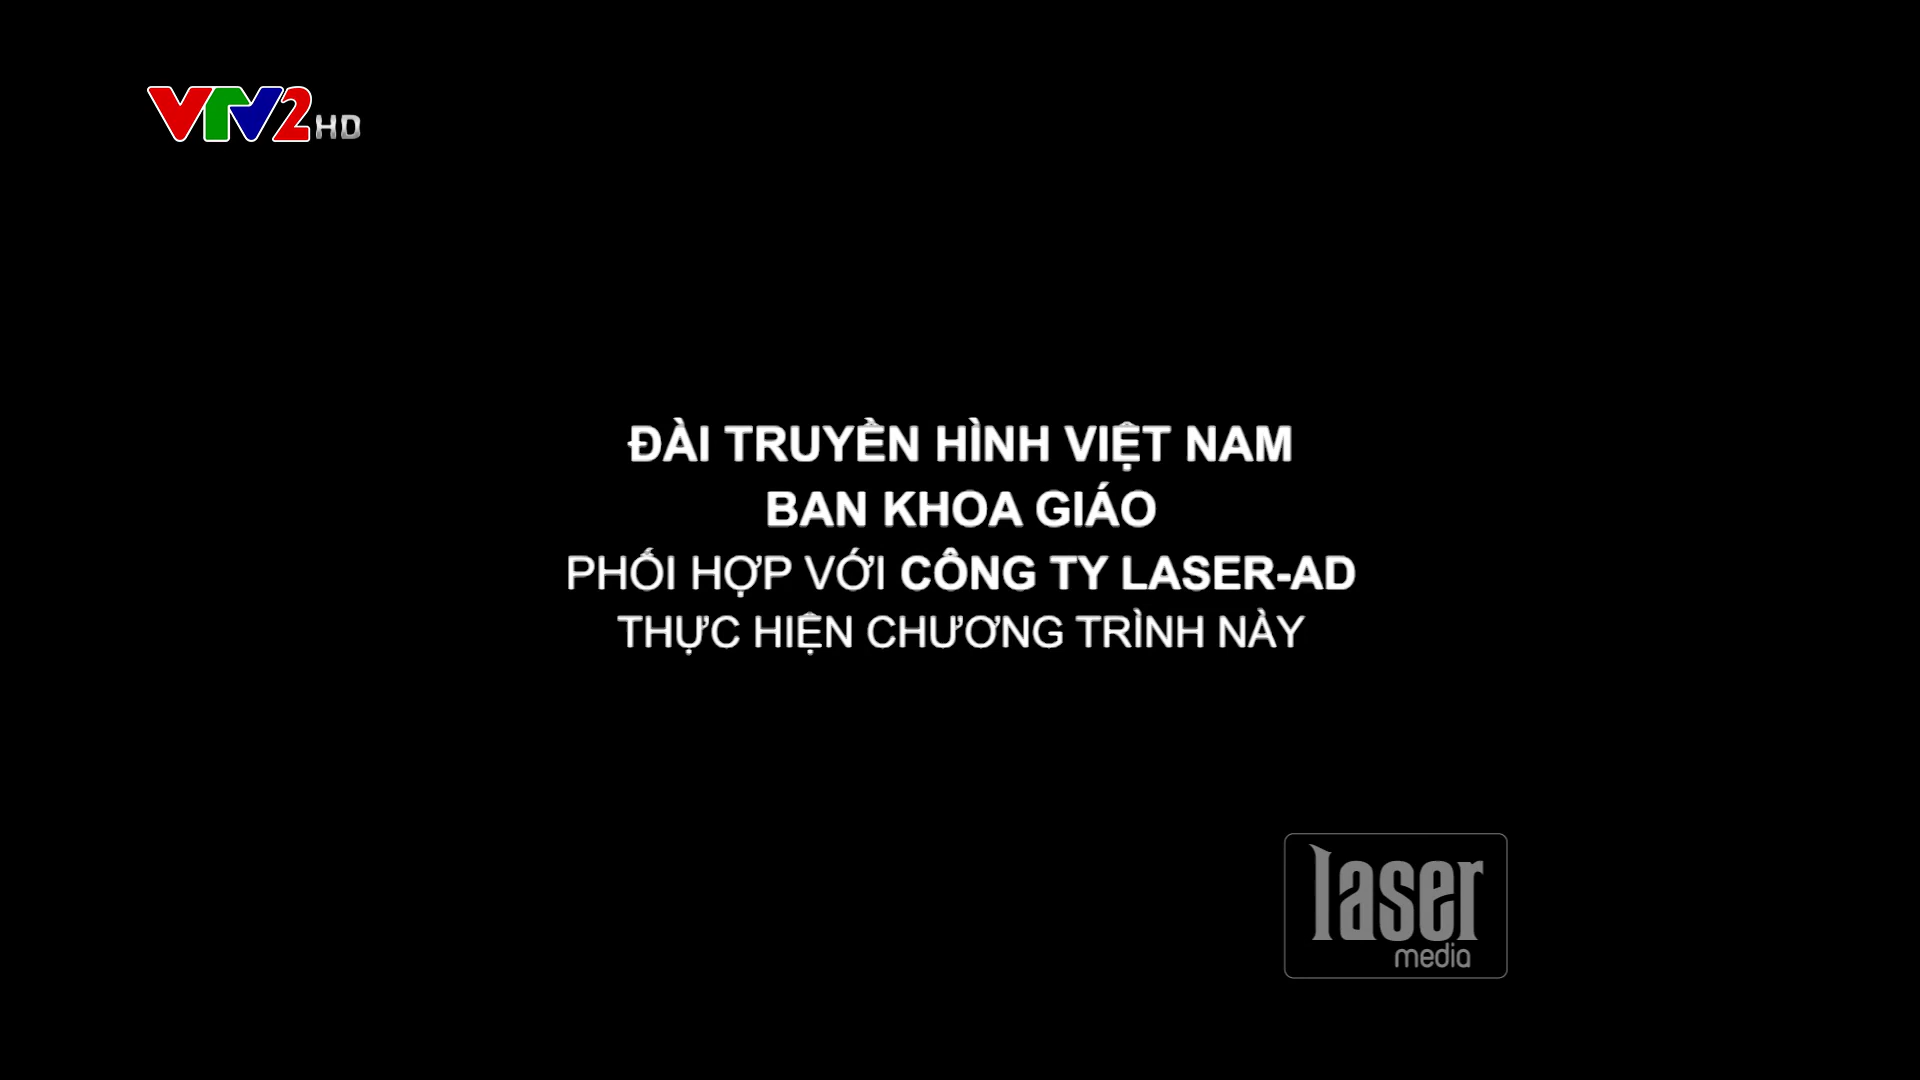 VTV2 HD
ĐÀI TRUYỀN HÌNH VIỆT NAM
BAN KHOA GIÁO
PHỐI HỢP VỚI CÔNG TY LASER-AD
THỰC HIỆN CHƯƠNG TRÌNH NÀY
laser
media